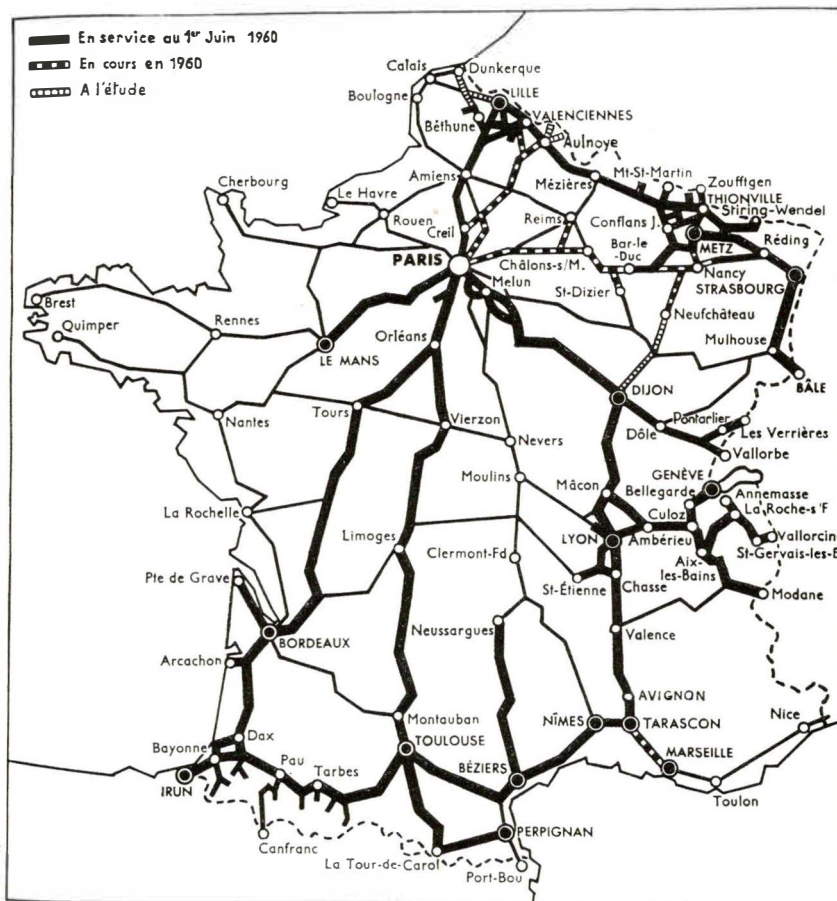 En service au 1er Juin 1960
En cours en 1960
A l'étude
Calais
Dunkerque
Boulogne
LILLE
VALENCIENNES
Béthune
Aulnoye
Cherbourg
Le Havre
Amiens
Mézières
Mt-St-Martin
Zoufftgen
THIONVILLE
Stiring-Wendel
Rouen
Creil
Reims
Conflans J.
METZ
Réding
PARIS
Châlons-s/M.
Bar-le-
Duc
Nancy
STRASBOURG
Melun
St-Dizier
Brest
Quimper
Rennes
LE MANS
Orléans
Neufchâteau
Mulhouse
BÂLE
DIJON
Nantes
Tours
Vierzon
Nevers
Dôle
Pontarlier
Les Verrières
Vallorbe
Moulins
Mâcon
GENÈVE
Bellegarde
Annemasse
La Roche-s/F
La Rochelle
Limoges
Culoz
Vallorcin
LYON
Ambérieu
St-Gervais-les-B
Clermont-Fd
Aix-
les-Bains
Pte de Grave
St-Étienne
Chasse
Modane
BORDEAUX
Neussargues
Valence
Arcachon
AVIGNON
Montauban
NÎMES
TARASCON
Nice
Dax
Bayonne
TOULOUSE
MARSEILLE
Pau
Tarbes
BÉZIERS
IRUN
Toulon
Canfranc
PERPIGNAN
La Tour-de-Carol
Port-Bou